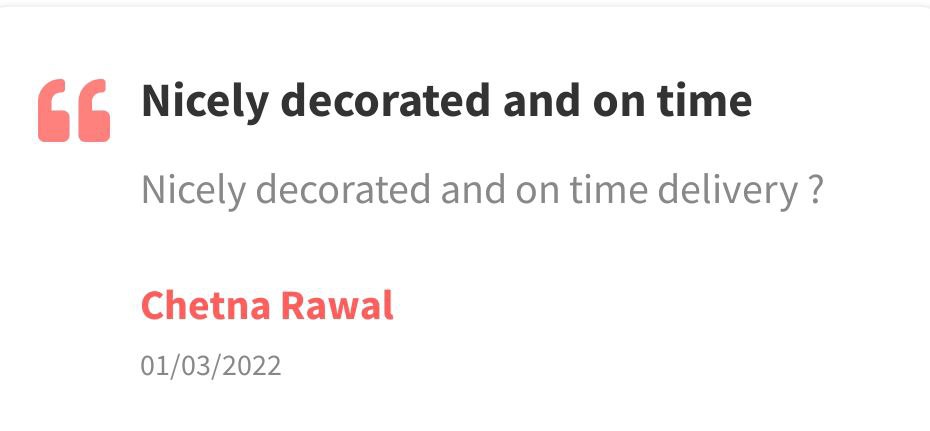 Nicely decorated and on time
Nicely decorated and on time delivery ?
Chetna Rawal
01/03/2022